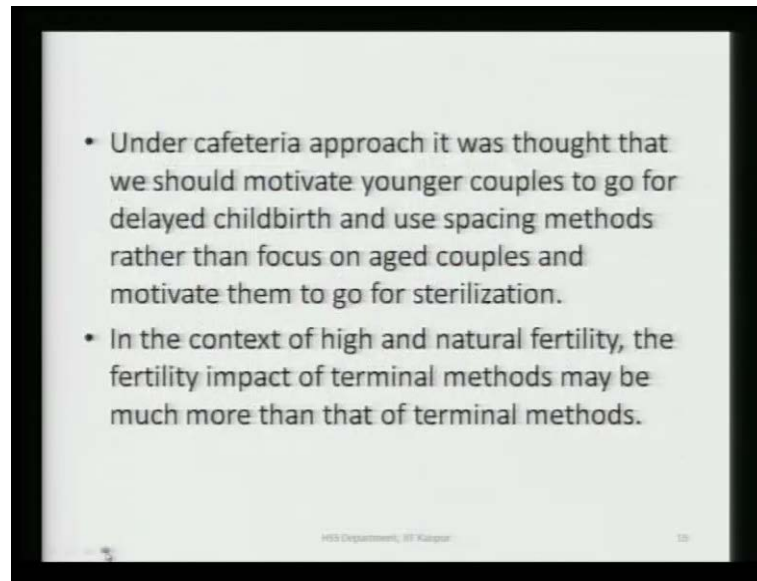 • Under cafeteria approach it was thought that
we should motivate younger couples to go for
delayed childbirth and use spacing methods
rather than focus on aged couples and
motivate them to go for sterilization.
• In the context of high and natural fertility, the
fertility impact of terminal methods may be
much more than that of terminal methods.
HSS Department, IIT Kanpur